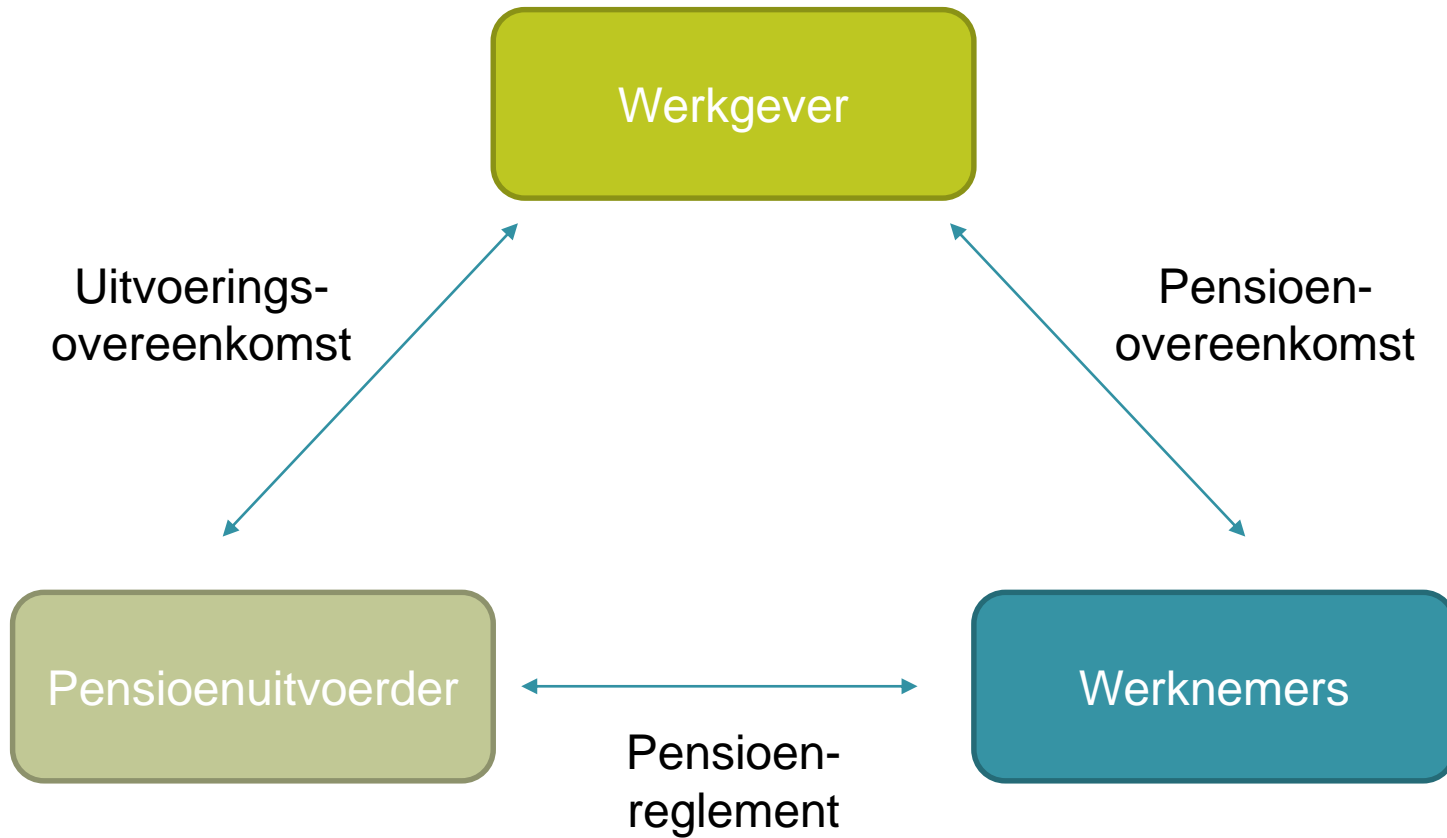 Werkgever
Uitvoerings-
overeenkomst
Pensioen-
overeenkomst
Pensioenuitvoerder
Werknemers
Pensioen-
reglement